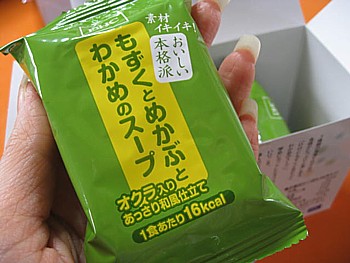 素材
イキイキ!
おいしい
本格派
もずくとめかぶと
わかめのスープ
オクラ入り
あっさり和風仕立て
1食あたり16kcal